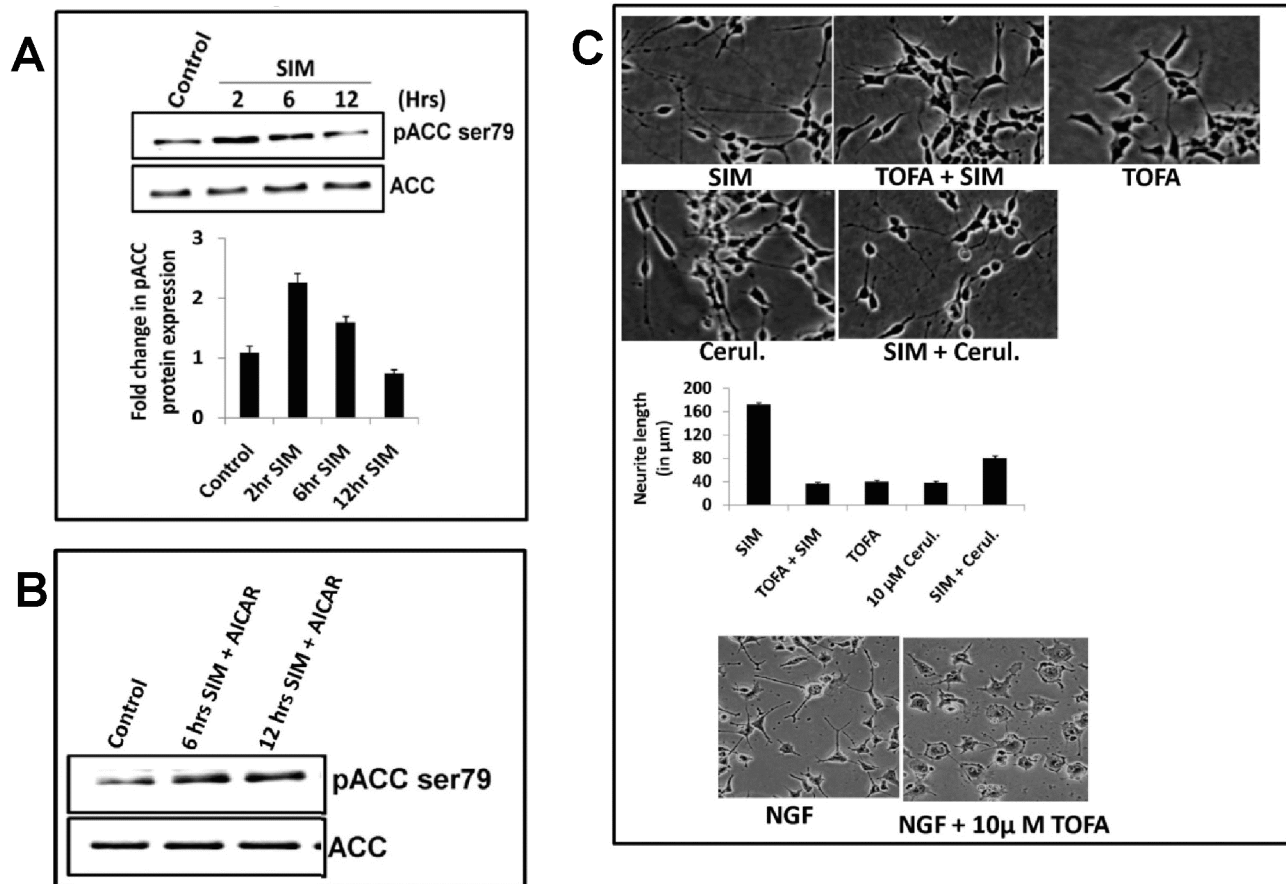 A
Control
SIM
2 6 12 (Hrs)
pACC ser79
ACC
Fold change in pACC
protein expression
3
2
1
0
Control
2hr SIM
6hr SIM
12hr SIM
B
Control
6 hrs SIM + AICAR
12 hrs SIM + AICAR
pACC ser79
ACC
C
SIM
TOFA + SIM
TOFA
Cerul.
SIM + Cerul.
Neurite length
(in µm)
200
160
120
80
40
0
SIM
TOFA + SIM
TOFA
10 µM Cerul.
SIM + Cerul.
NGF
NGF + 10µ M TOFA